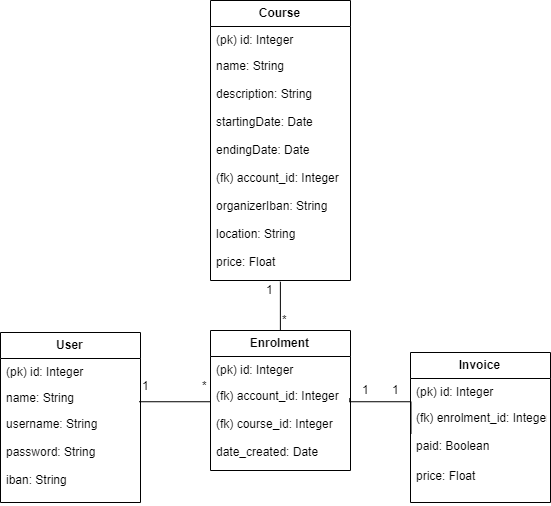 Course
(pk) id: Integer
name: String
description: String
startingDate: Date
endingDate: Date
(fk) account_id: Integer
organizerIban: String
location: String
price: Float
1
*
User
(pk) id: Integer
name: String
username: String
password: String
iban: String
1
*
Enrolment
(pk) id: Integer
(fk) account_id: Integer
(fk) course_id: Integer
date_created: Date
1
1
Invoice
(pk) id: Integer
(fk) enrolment_id: Intege
paid: Boolean
price: Float